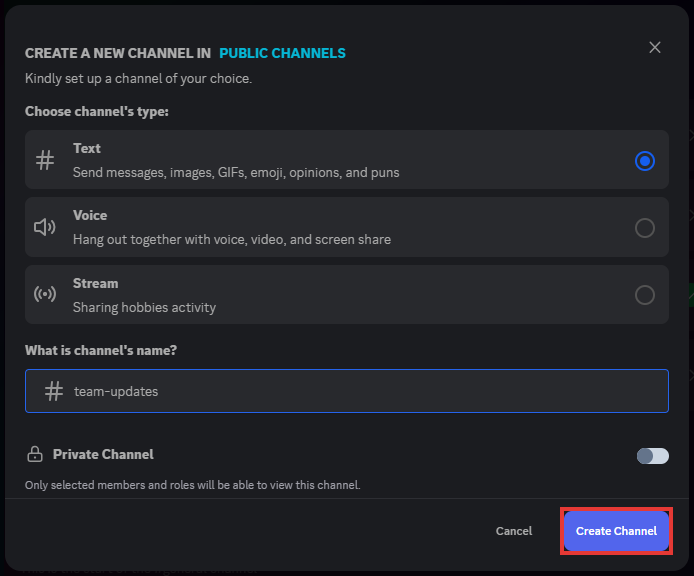 CREATE A NEW CHANNEL IN PUBLIC CHANNELS
Kindly set up a channel of your choice.
Choose channel's type:
Text
Send messages, images, GIFs, emoji, opinions, and puns
Voice
Hang out together with voice, video, and screen share
Stream
Sharing hobbies activity
What is channel's name?
# team-updates
Private Channel
Only selected members and roles will be able to view this channel.
Cancel Create Channel